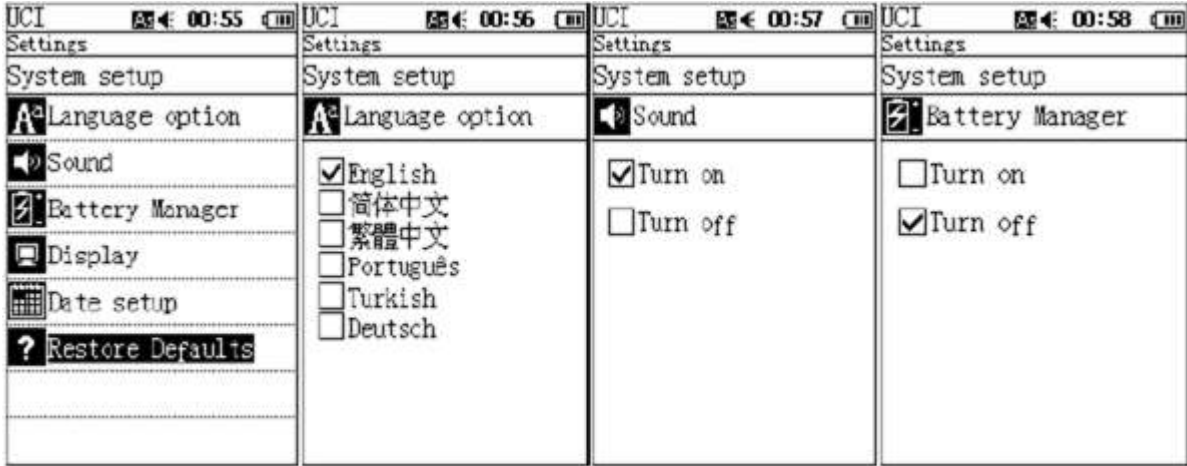 UCI 00:55
Settings
System setup
Language option
Sound
Battery Manager
Display
Date setup
Restore Defaults
UCI 00:56
Settings
System setup
Language option
English
简体中文
繁體中文
Português
Turkish
Deutsch
UCI 00:57
Settings
System setup
Sound
Turn on
Turn off
UCI 00:58
Settings
System setup
Battery Manager
Turn on
Turn off